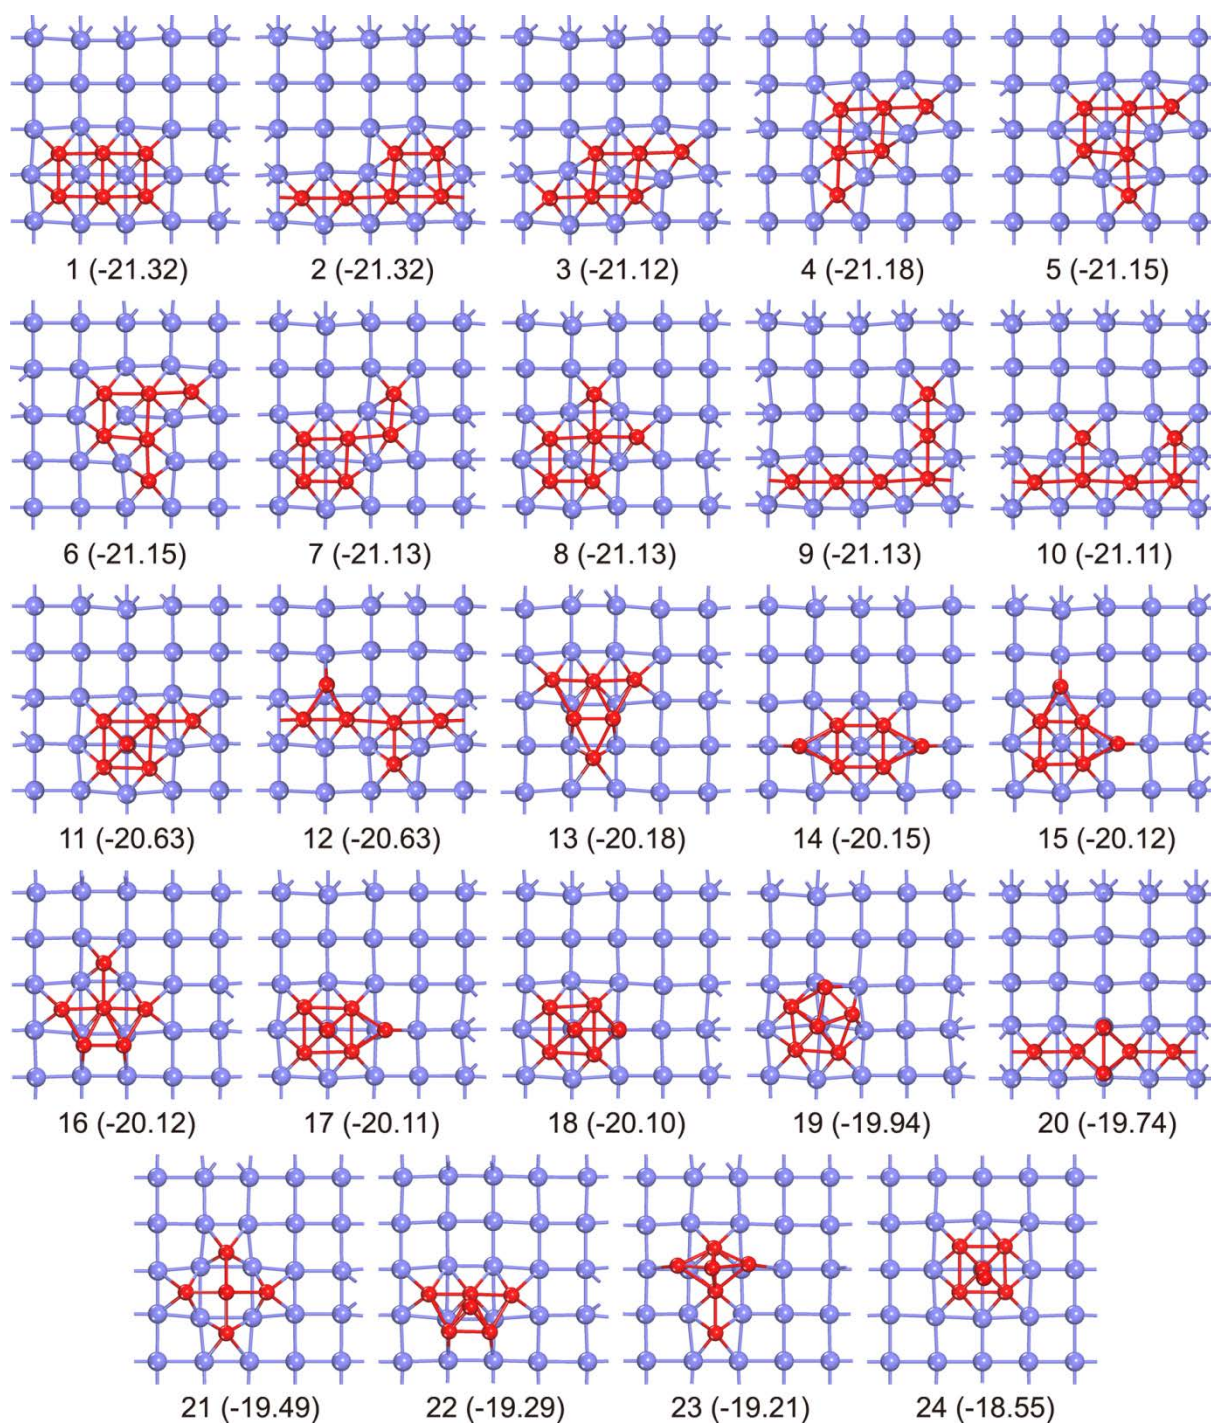 1 (-21.32) 2 (-21.32) 3 (-21.12) 4 (-21.18) 5 (-21.15)
6 (-21.15) 7 (-21.13) 8 (-21.13) 9 (-21.13) 10 (-21.11)
11 (-20.63) 12 (-20.63) 13 (-20.18) 14 (-20.15) 15 (-20.12)
16 (-20.12) 17 (-20.11) 18 (-20.10) 19 (-19.94) 20 (-19.74)
21 (-19.49) 22 (-19.29) 23 (-19.21) 24 (-18.55)